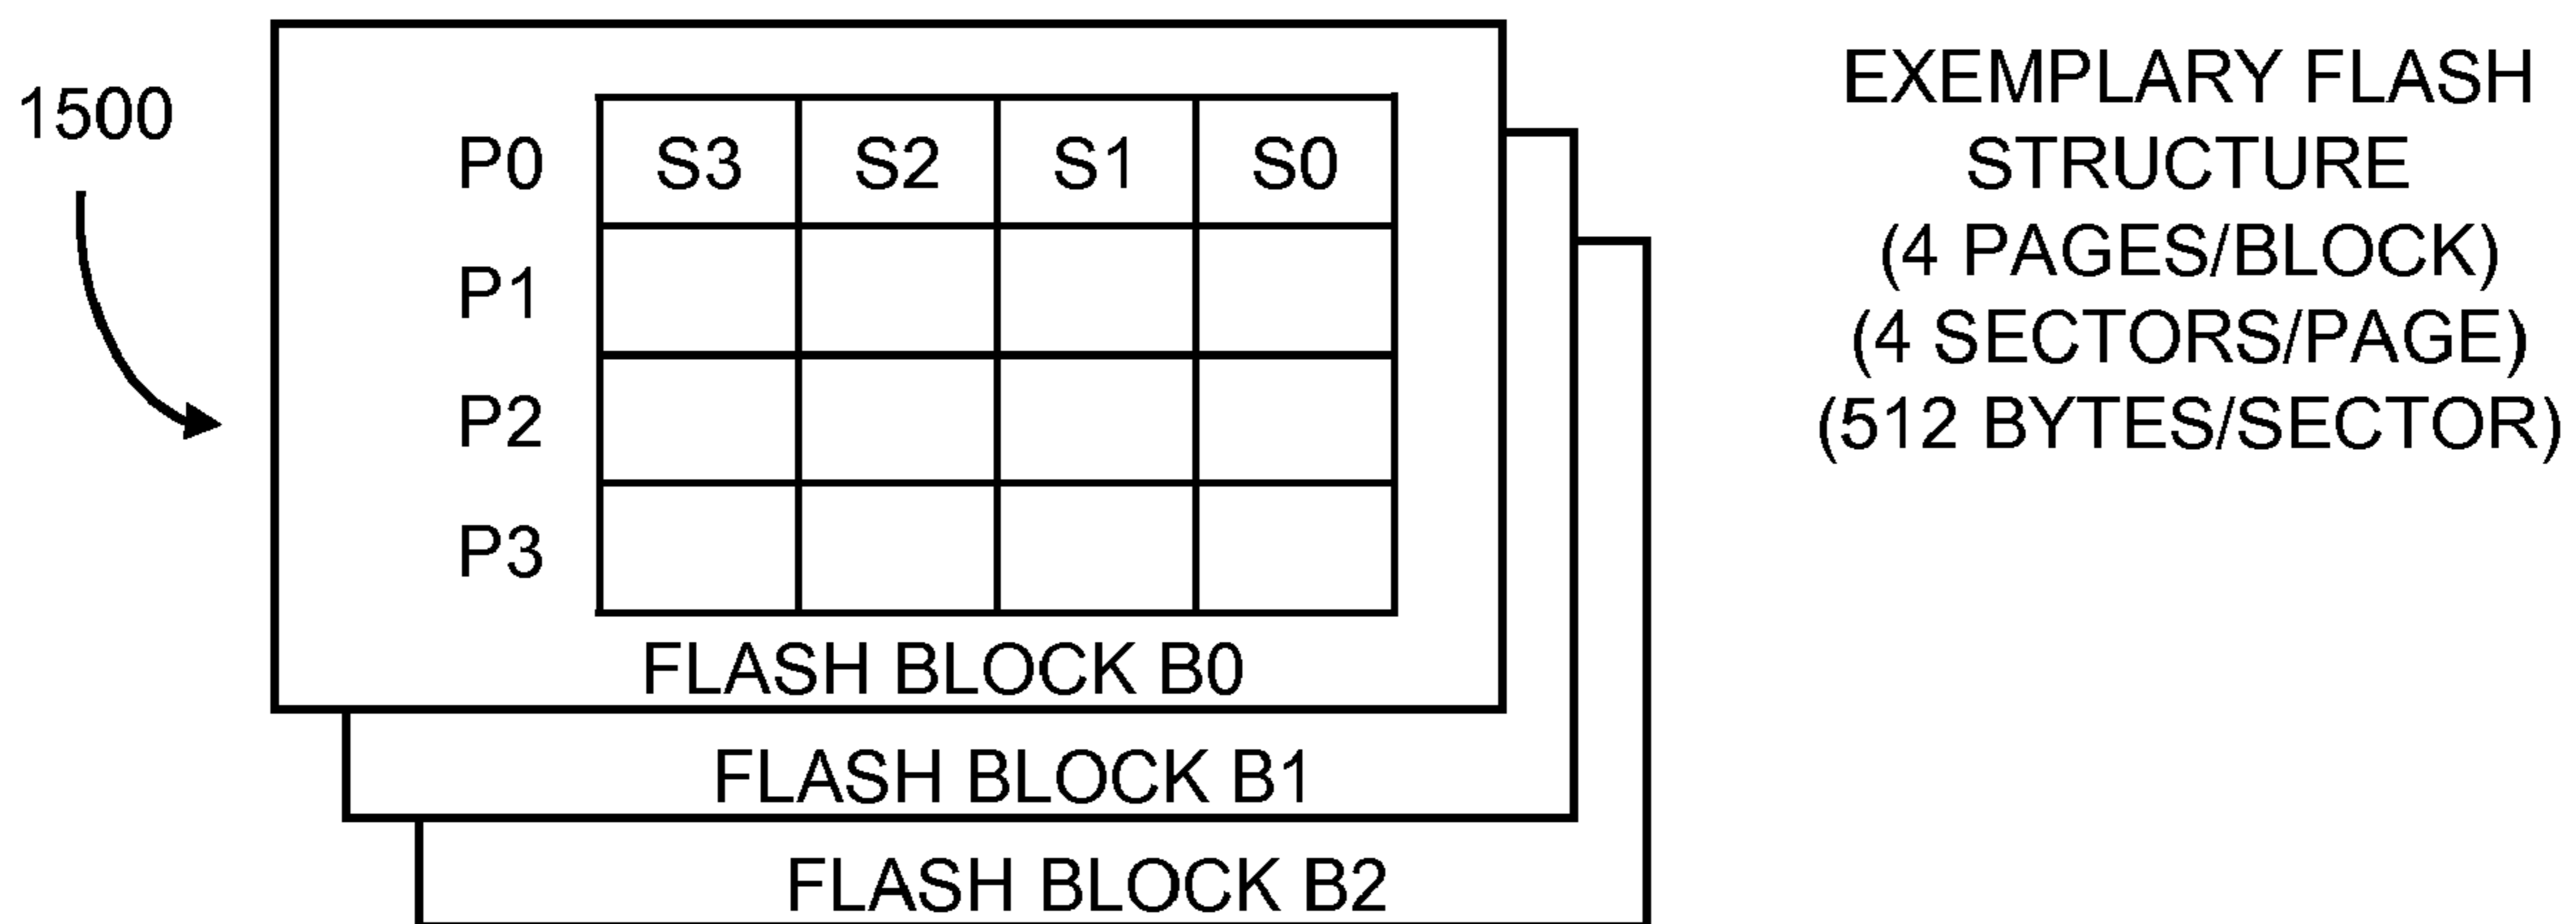 1500
P0 S3 S2 S1 S0
P1
P2
P3
FLASH BLOCK B0
FLASH BLOCK B1
FLASH BLOCK B2
EXEMPLARY FLASH
STRUCTURE
(4 PAGES/BLOCK)
(4 SECTORS/PAGE)
(512 BYTES/SECTOR)